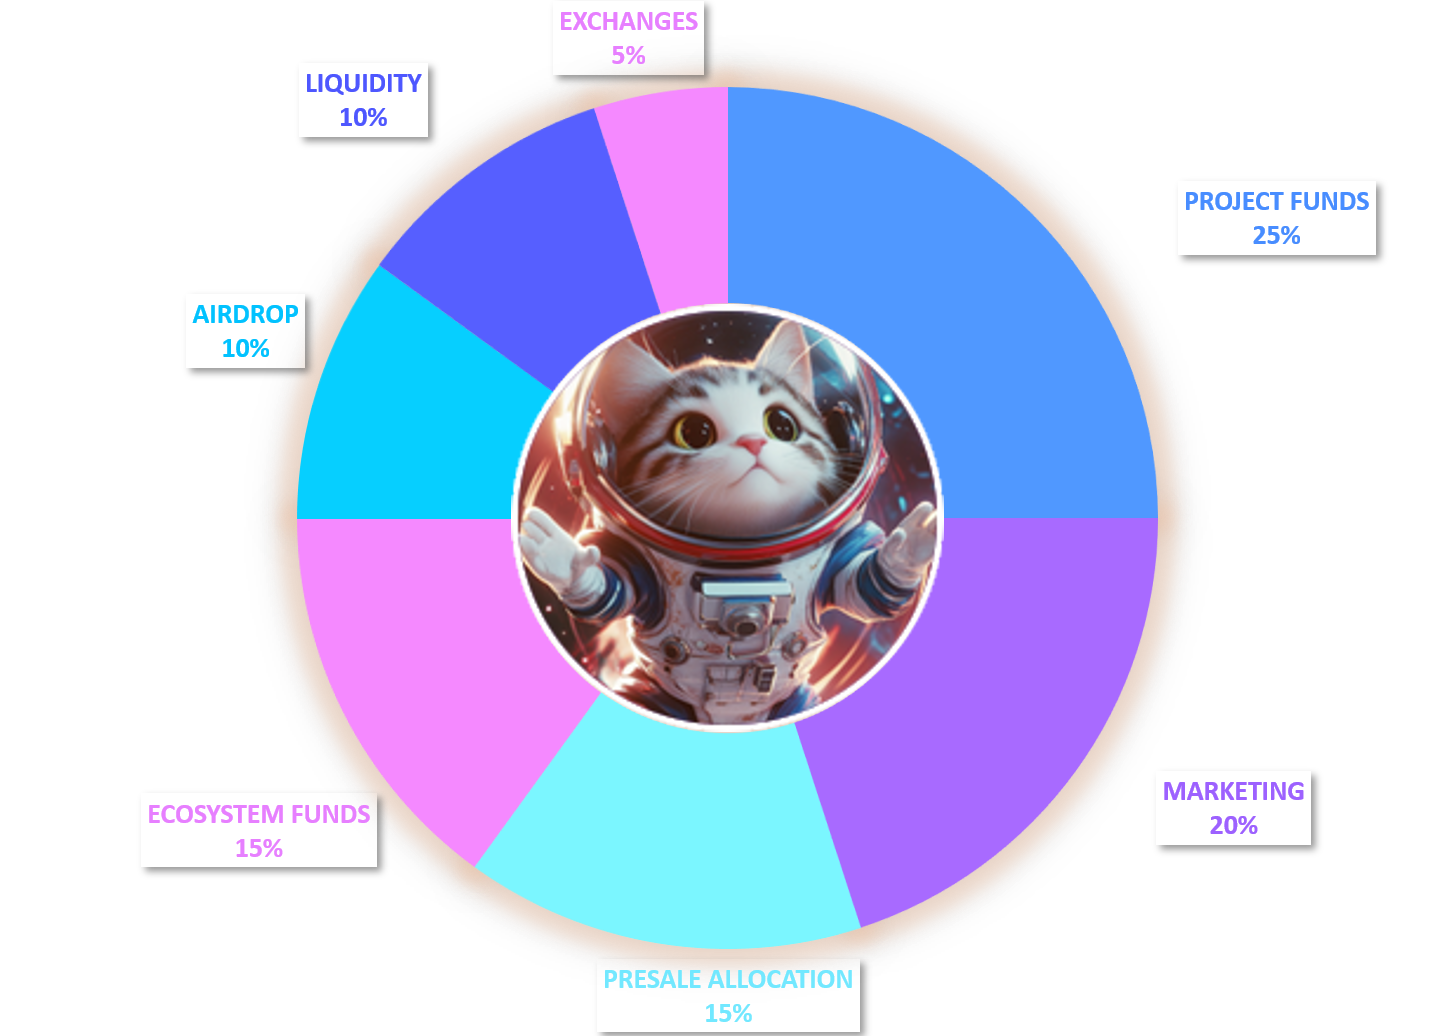 EXCHANGES
5%
LIQUIDITY
10%
PROJECT FUNDS
25%
AIRDROP
10%
MARKETING
20%
ECOSYSTEM FUNDS
15%
PRESALE ALLOCATION
15%